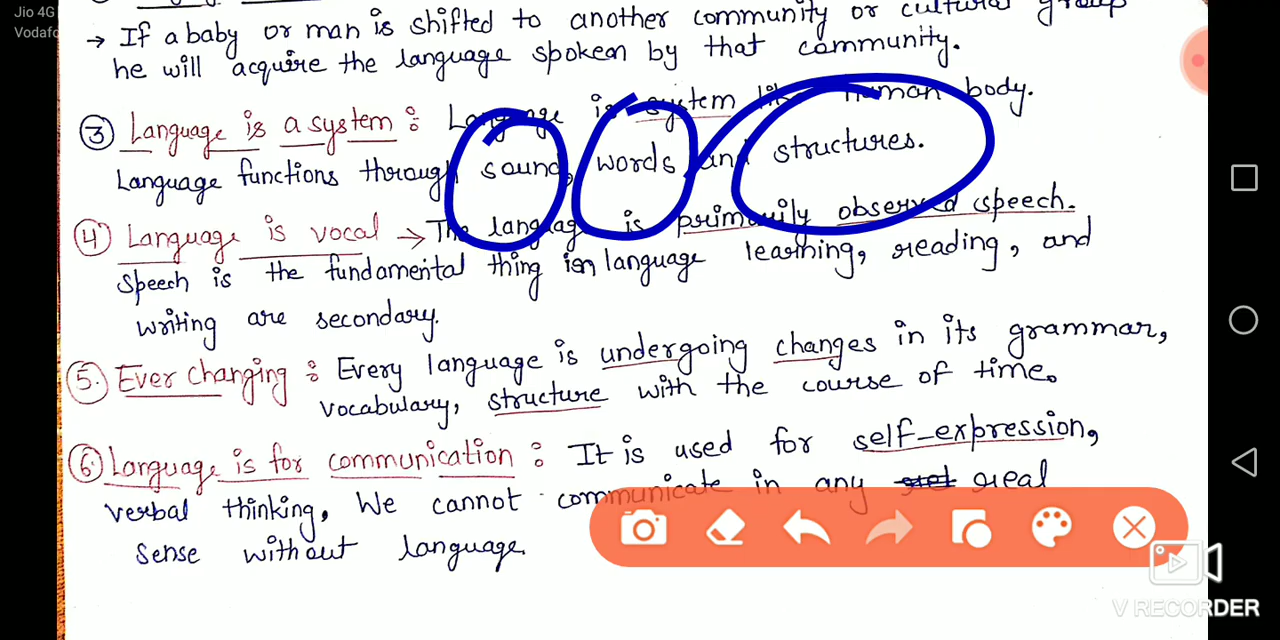 Jio 4G
Vodafo
→ If a baby or man is shifted to another community or cultural group
he will acquire the language spoken by that community.
③ Language is a system : Language is system like human body.
Language functions through sound, words and structures.
④ Language is vocal → The language is primarily observed speech.
Speech is the fundamental thing in language learning, reading, and
writing are secondary.
⑤. Ever changing : Every language is undergoing changes in its grammar,
vocabulary, structure with the course of time.
⑥ Language is for communication : It is used for self-expression,
verbal thinking, We cannot communicate in any real
sense without language.
V RECORDER